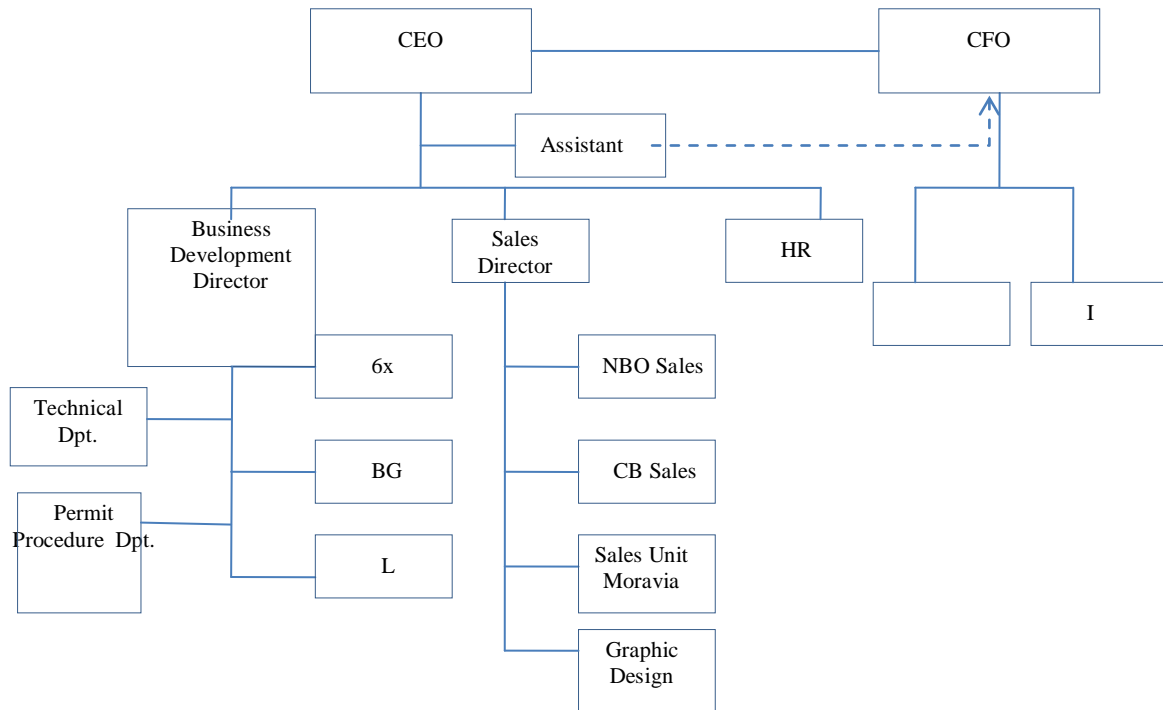 CEO
CFO
Assistant
Business
Development
Director
Sales
Director
HR
I
6x
NBO Sales
Technical
Dpt.
BG
CB Sales
Permit
Procedure Dpt.
L
Sales Unit
Moravia
Graphic
Design